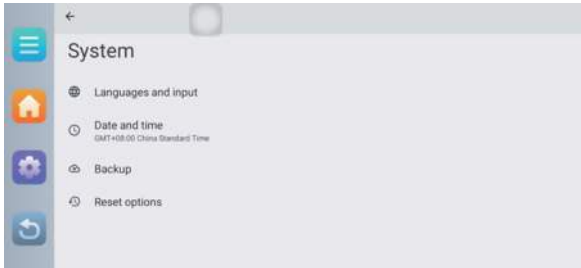 System
Languages and input
Date and time
GMT+08:00 China Standard Time
Backup
Reset options